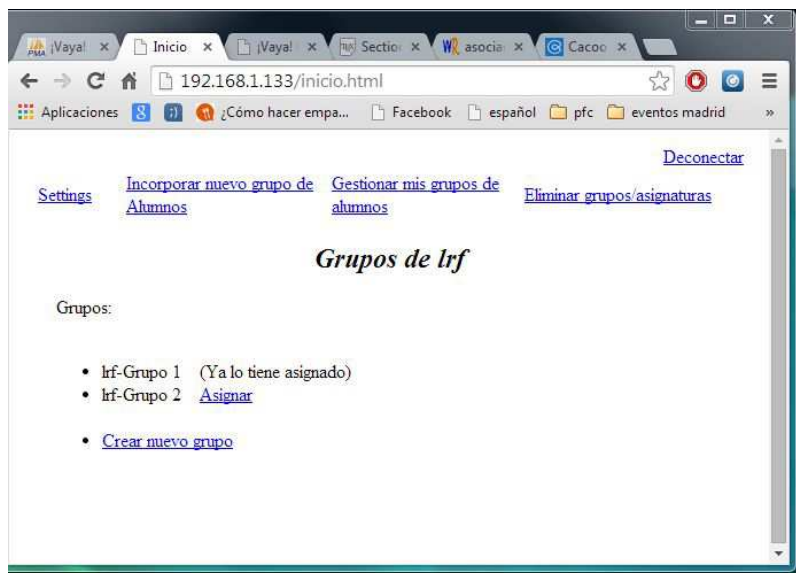 ¡Vaya!
Inicio
¡Vaya!
Section
asocia
Cacoo
192.168.1.133/inicio.html
Aplicaciones
¿Cómo hacer empa...
Facebook
español
pfc
eventos madrid
»
Deconectar
Settings
Incorporar nuevo grupo de
Alumnos
Gestionar mis grupos de
alumnos
Eliminar grupos/asignaturas
Grupos de lrf
Grupos:
• lrf-Grupo 1 (Ya lo tiene asignado)
• lrf-Grupo 2 Asignar
• Crear nuevo grupo